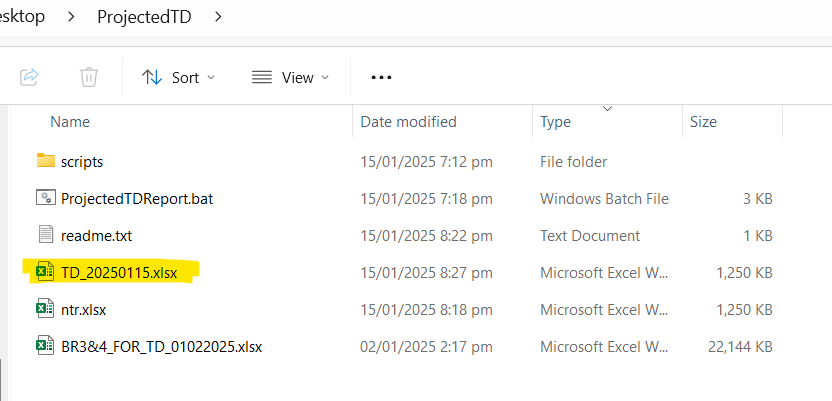 esktop > ProjectedTD >
Sort View ...
Name Date modified Type Size
scripts 15/01/2025 7:12 pm File folder
ProjectedTDReport.bat 15/01/2025 7:18 pm Windows Batch File 3 KB
readme.txt 15/01/2025 8:22 pm Text Document 1 KB
TD_20250115.xlsx 15/01/2025 8:27 pm Microsoft Excel W... 1,250 KB
ntr.xlsx 15/01/2025 8:18 pm Microsoft Excel W... 1,250 KB
BR3&4_FOR_TD_01022025.xlsx 02/01/2025 2:17 pm Microsoft Excel W... 22,144 KB